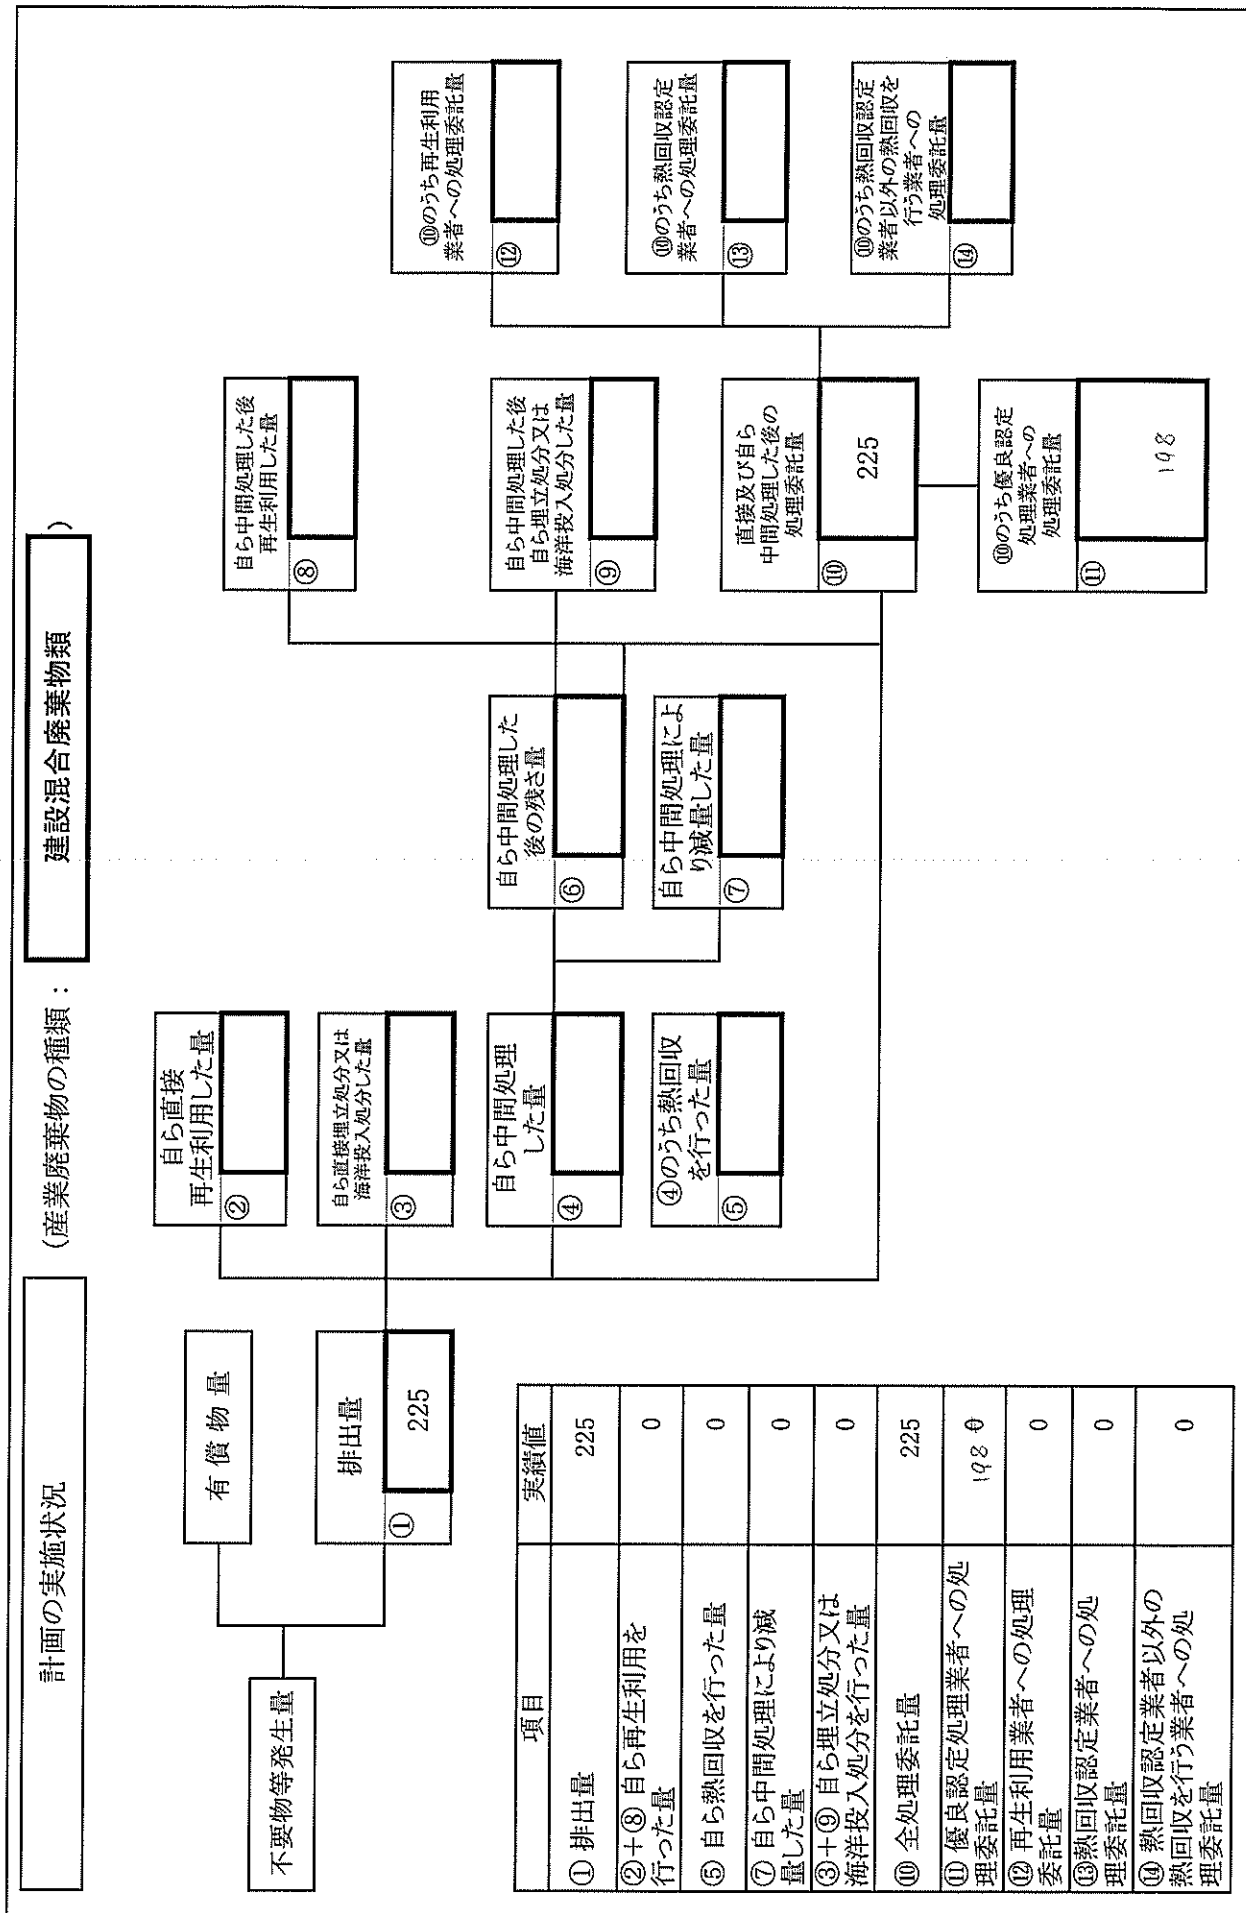 計画の実施状況
（産業廃棄物の種類：
建設混合廃棄物類
）
不要物等発生量
有償物量
排出量
①
225
自ら直接
再生利用した量
②
自ら直接埋立処分又は
海洋投入処分した量
③
自ら中間処理
した量
④
④のうち熱回収
を行った量
⑤
自ら中間処理した
後の残さ量
⑥
自ら中間処理によ
り減量した量
⑦
自ら中間処理した後
再生利用した量
⑧
自ら中間処理した後
自ら埋立処分又は
海洋投入処分した量
⑨
直接及び自ら
中間処理した後の
処理委託量
⑩
225
⑩のうち優良認定
処理業者への
処理委託量
⑪
198
⑩のうち再生利用
業者への処理委託量
⑫
⑩のうち熱回収認定
業者への処理委託量
⑬
⑩のうち熱回収認定
業者以外の熱回収を
行う業者への
処理委託量
⑭
項目 実績値
① 排出量 225
②＋⑧ 自ら再生利用を
行った量 0
⑤ 自ら熱回収を行った量 0
⑦ 自ら中間処理により減
量した量 0
③＋⑨ 自ら埋立処分又は
海洋投入処分を行った量 0
⑩ 全処理委託量 225
⑪ 優良認定処理業者への処
理委託量 198 0
⑫ 再生利用業者への処理
委託量 0
⑬熱回収認定業者への処
理委託量 0
⑭ 熱回収認定業者以外の
熱回収を行う業者への処
理委託量 0